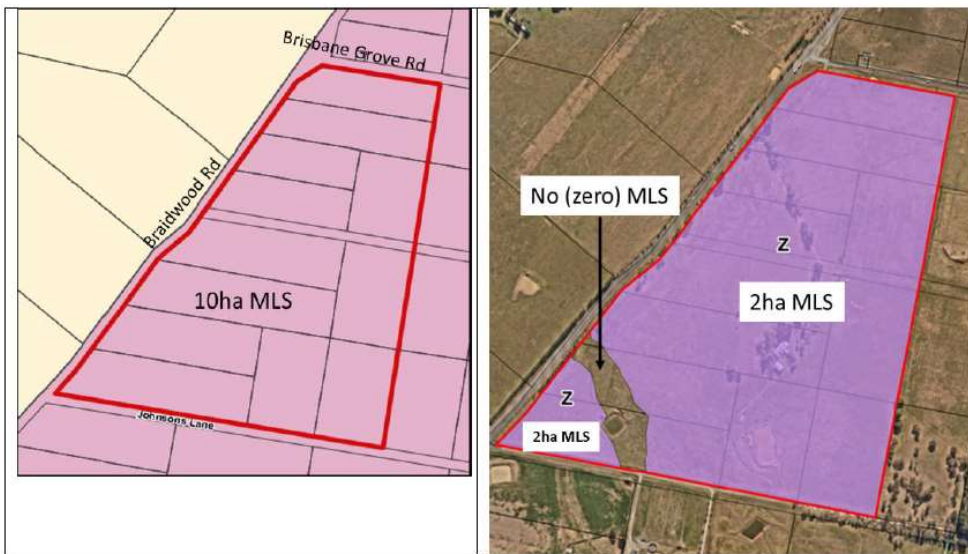 Brisbane Grove Rd
Braidwood Rd
10ha MLS
Johnsons Lane
No (zero) MLS
Z
2ha MLS
Z
2ha MLS